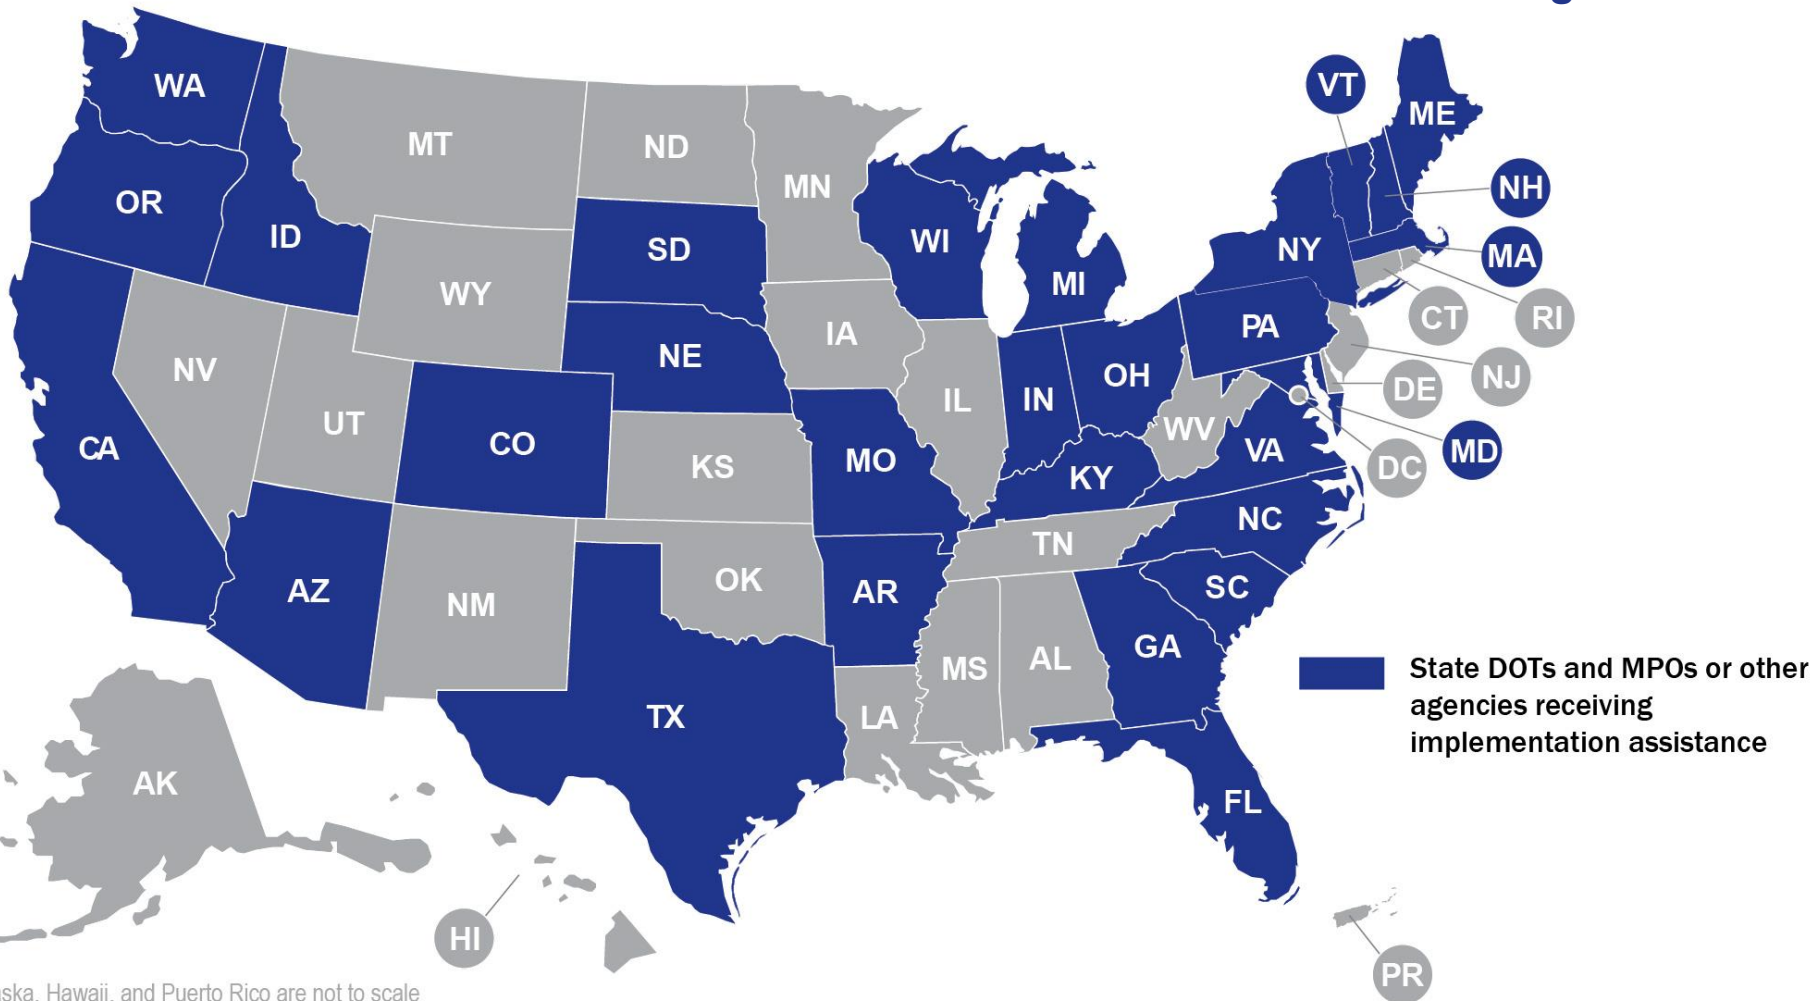 WA
MT
ND
MN
VT
ME
OR
ID
SD
WI
MI
NY
NH
MA
WY
IA
NE
PA
CT
RI
NV
UT
CO
IL
IN
OH
NJ
DE
CA
KS
MO
WV
VA
KY
MD
DC
AZ
NM
OK
AR
TN
NC
SC
TX
LA
MS
AL
GA
State DOTs and MPOs or other
agencies receiving
implementation assistance
AK
FL
HI
PR
Hawaii, and Puerto Rico are not to scale